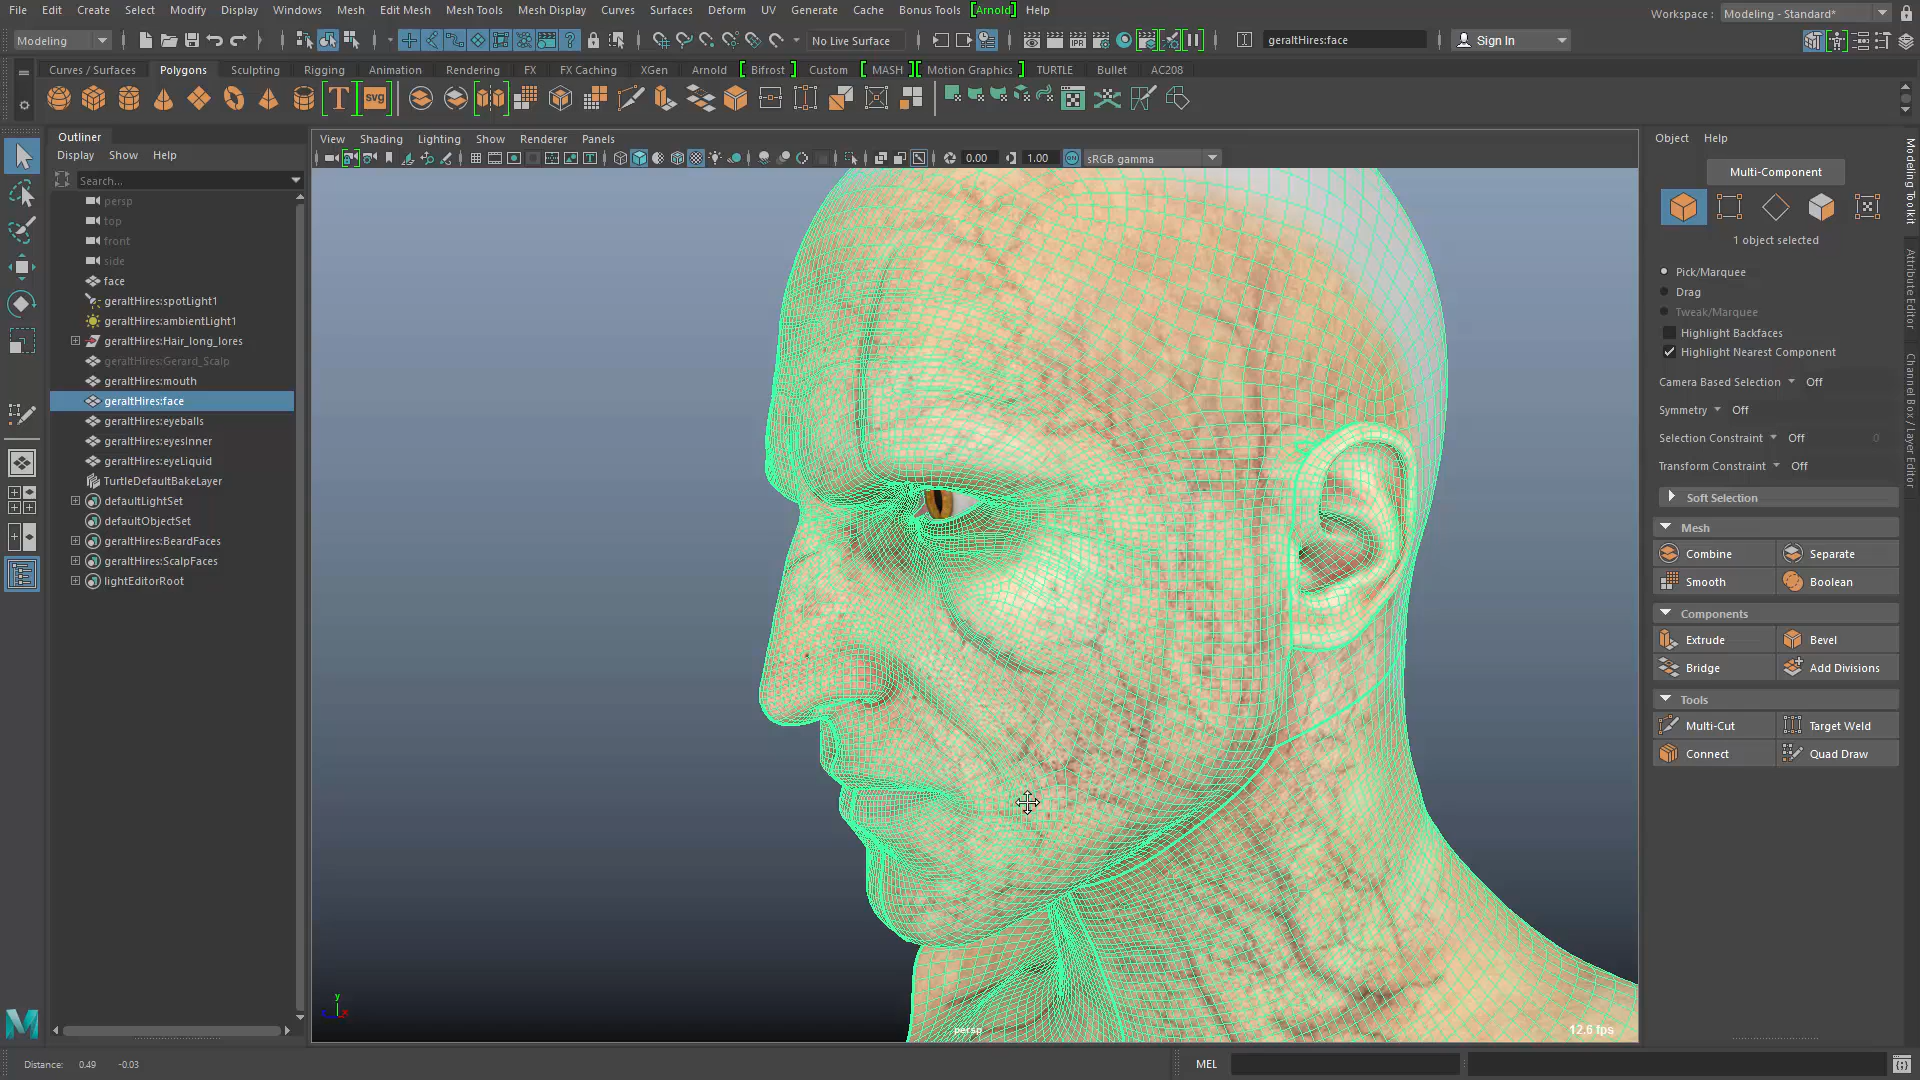 File Edit Create Select Modify Display Windows Mesh Edit Mesh Mesh Tools Mesh Display Curves Surfaces Deform UV Generate Cache Bonus Tools [Arnold] Help
Workspace : Modeling - Standard*
Modeling
No Live Surface
IPR
geraltHires:face
Sign In
Curves / Surfaces Polygons Sculpting Rigging Animation Rendering FX FX Caching XGen Arnold Bifrost Custom MASH Motion Graphics TURTLE Bullet AC208
T svg
Outliner
Display Show Help
Search...
persp
top
front
side
face
geraltHires:spotLight1
geraltHires:ambientLight1
geraltHires:Hair_long_lores
geraltHires:Gerard_Scalp
geraltHires:mouth
geraltHires:face
geraltHires:eyeballs
geraltHires:eyesInner
geraltHires:eyeLiquid
TurtleDefaultBakeLayer
defaultLightSet
defaultObjectSet
geraltHires:BeardFaces
geraltHires:ScalpFaces
lightEditorRoot
View Shading Lighting Show Renderer Panels
0.00 1.00 sRGB gamma
y
x
persp
12.6 fps
Object Help
Multi-Component
1 object selected
Pick/Marquee
Drag
Tweak/Marquee
Highlight Backfaces
Highlight Nearest Component
Camera Based Selection Off
Symmetry Off
Selection Constraint Off 0
Transform Constraint Off
Soft Selection
Mesh
Combine Separate
Smooth Boolean
Components
Extrude Bevel
Bridge Add Divisions
Tools
Multi-Cut Target Weld
Connect Quad Draw
Modeling Toolkit
Attribute Editor
Channel Box / Layer Editor
Distance: 0.49 -0.03
MEL